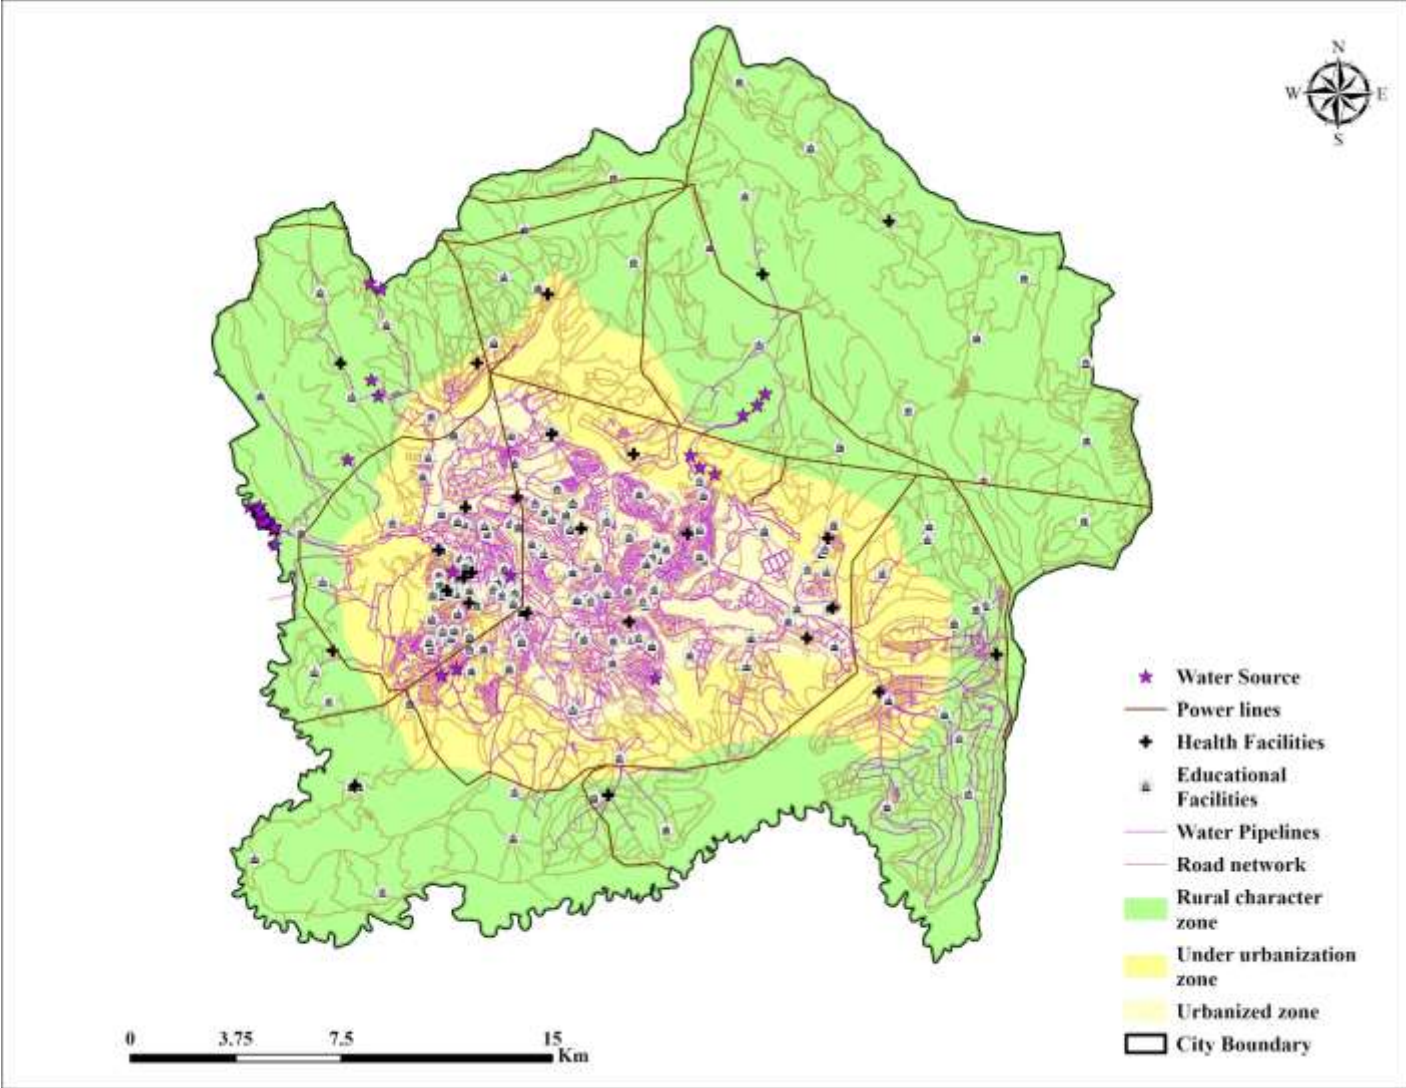 N
W E
S
Water Source
Power lines
Health Facilities
Educational
Facilities
Water Pipelines
Road network
Rural character
zone
Under urbanization
zone
Urbanized zone
City Boundary
0 3.75 7.5 15
Km